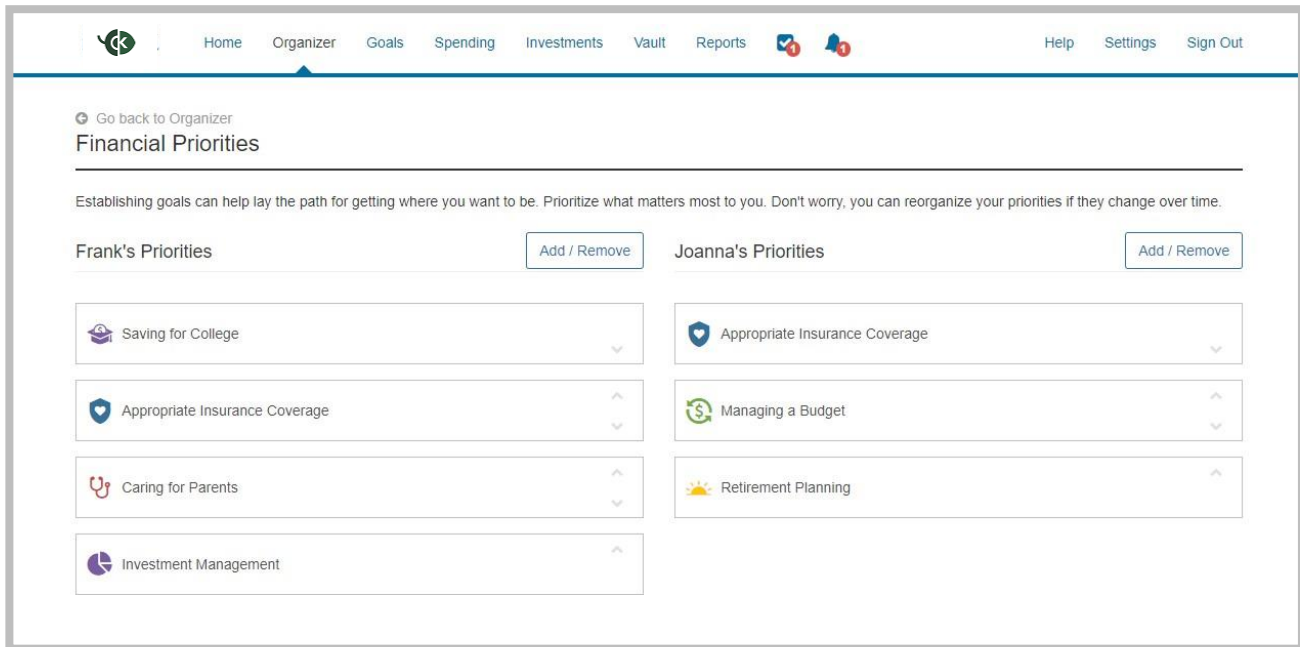 CK
Home Organizer Goals Spending Investments Vault Reports 1 1 Help Settings Sign Out
Go back to Organizer
Financial Priorities
Establishing goals can help lay the path for getting where you want to be. Prioritize what matters most to you. Don't worry, you can reorganize your priorities if they change over time.
Frank's Priorities Add / Remove
Saving for College
Appropriate Insurance Coverage
Caring for Parents
Investment Management
Joanna's Priorities Add / Remove
Appropriate Insurance Coverage
Managing a Budget
Retirement Planning